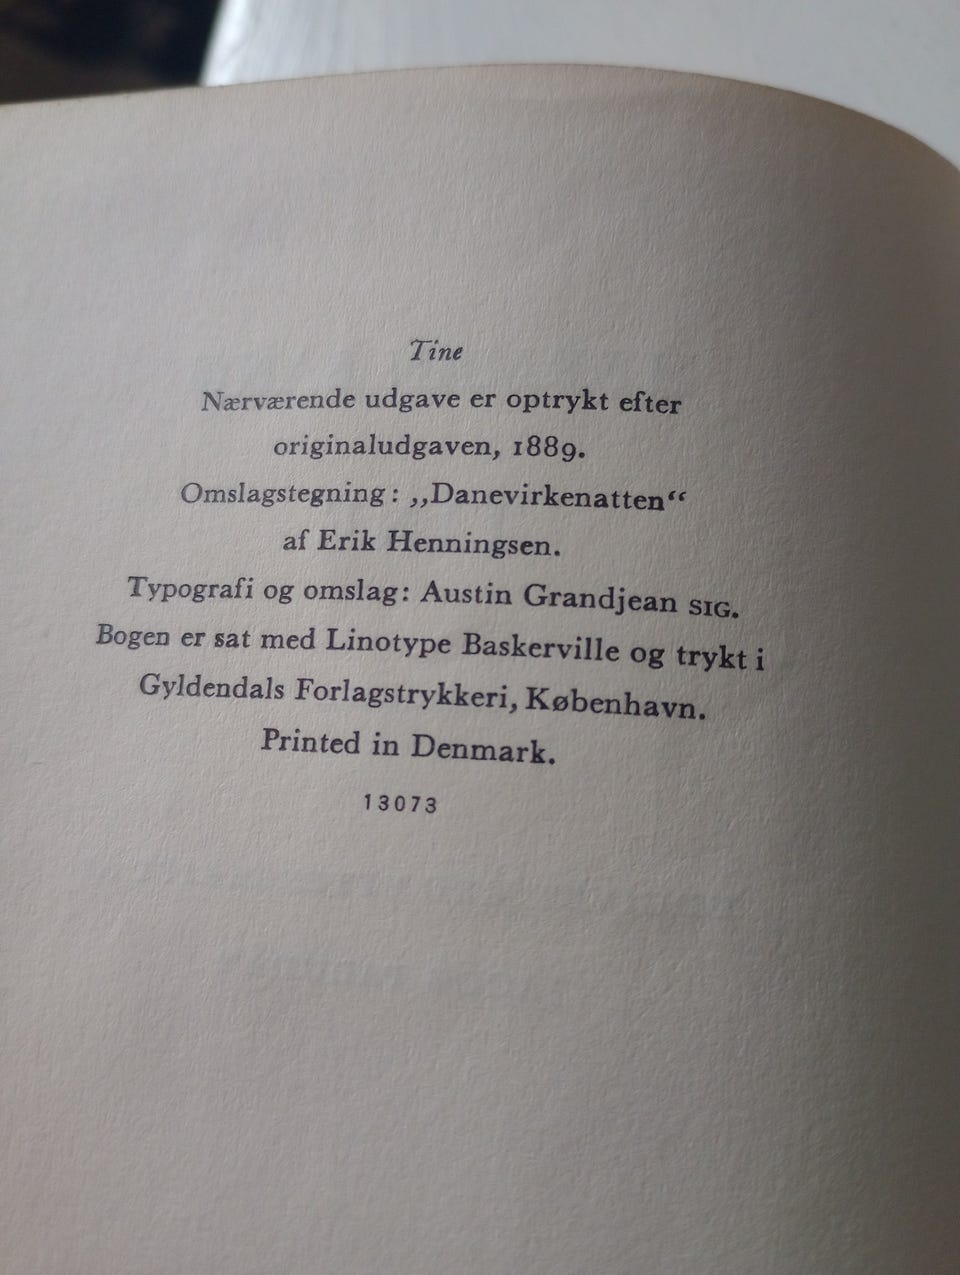 Tine
Nærværende udgave er optrykt efter
originaludgaven, 1889.
Omslagstegning: „Danevirkenatten“
af Erik Henningsen.
Typografi og omslag: Austin Grandjean SIG.
Bogen er sat med Linotype Baskerville og trykt i
Gyldendals Forlagstrykkeri, København.
Printed in Denmark.
13073